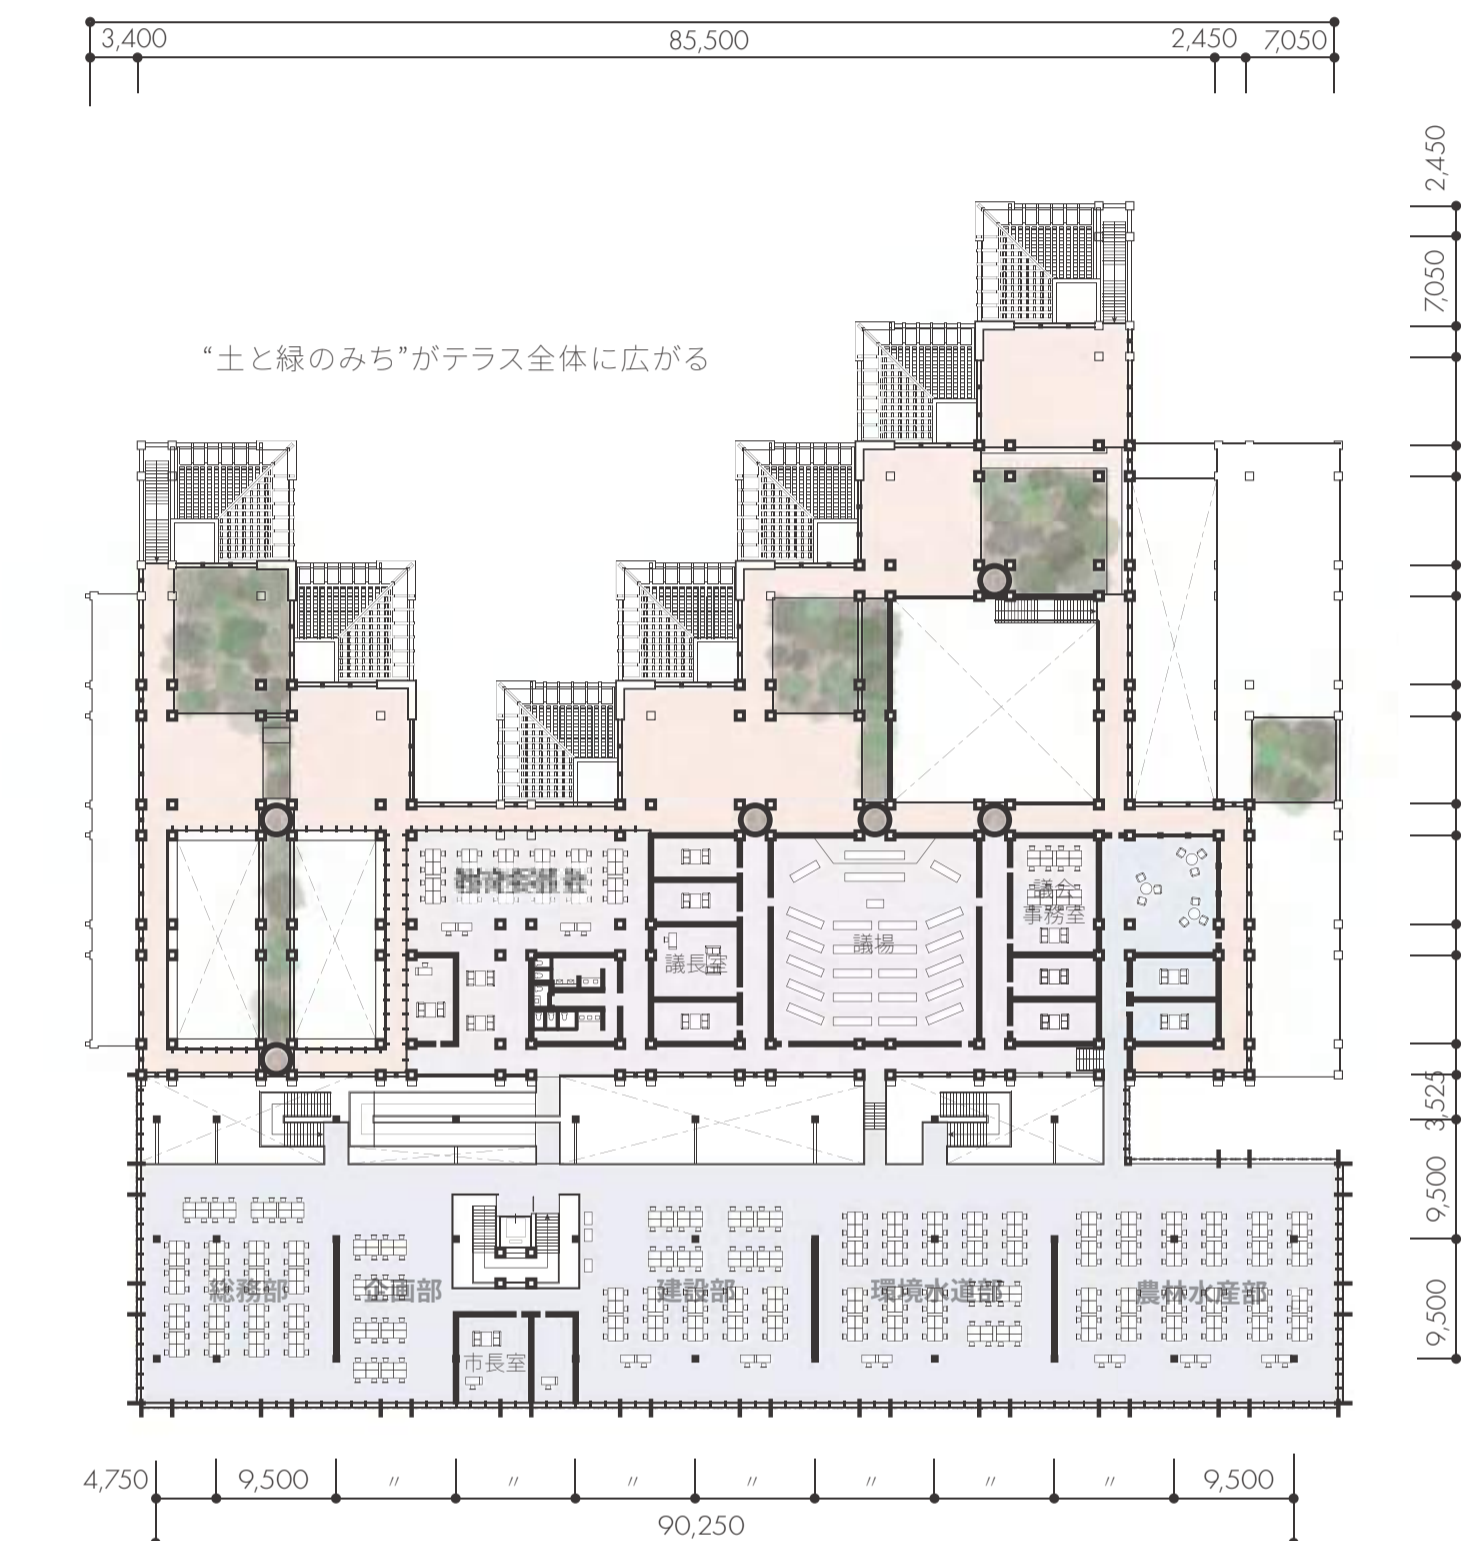 3,400
85,500
2,450
7,050
2,450
7,050
“土と緑のみち”がテラス全体に広がる
議会
事務室
議場
議長室
3,525
9,500
総務部
企画部
建設部
環境水道部
農林水産部
9,500
市長室
4,750
9,500
〃
〃
〃
〃
〃
〃
〃
9,500
90,250